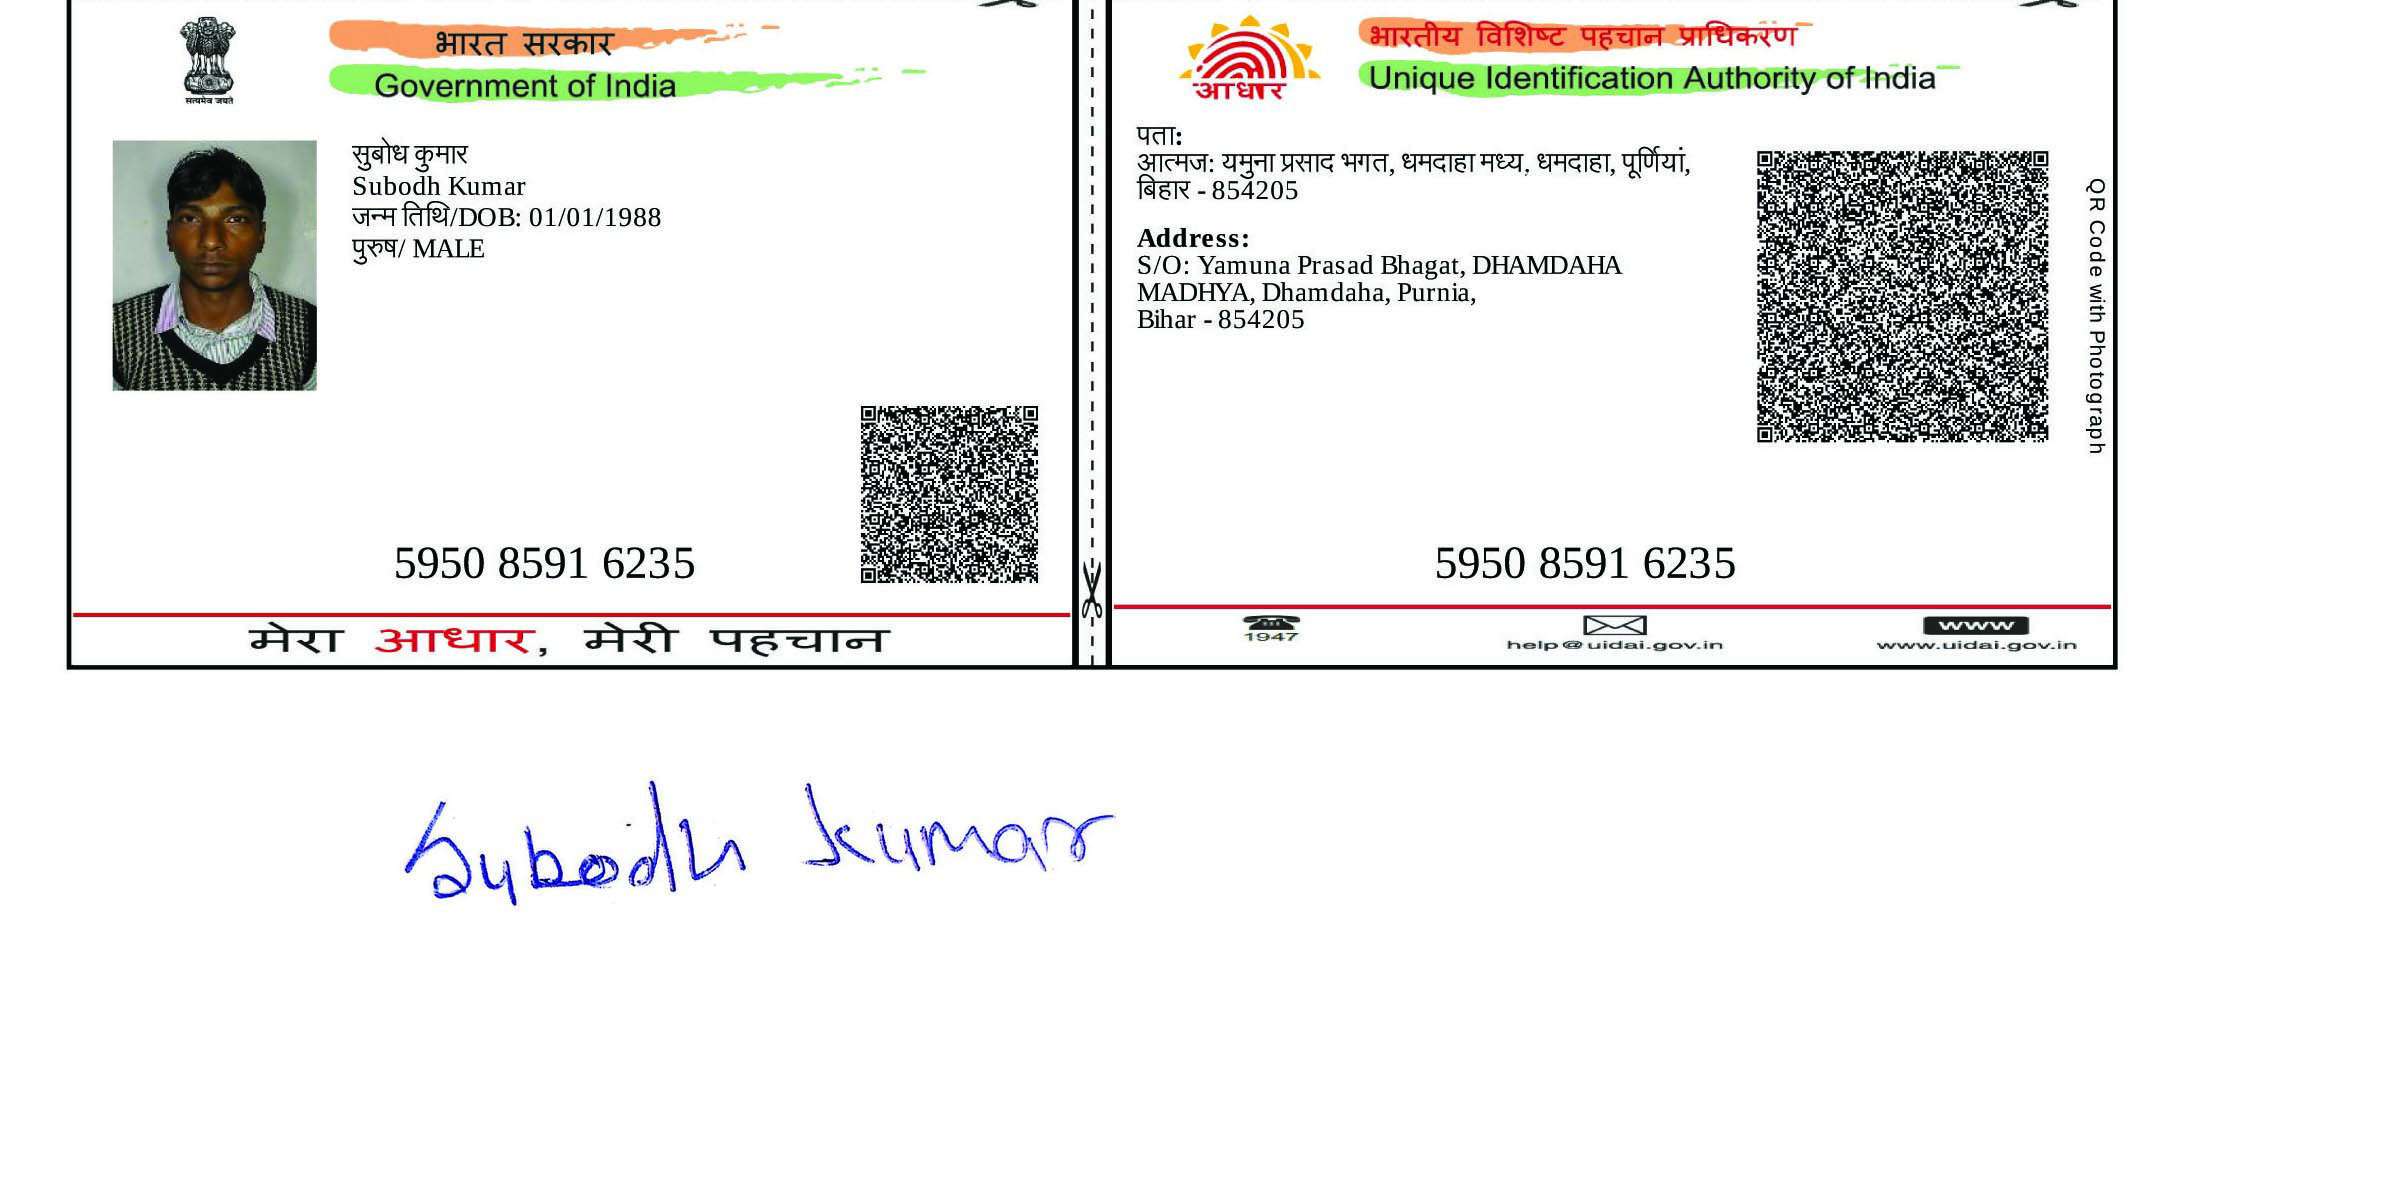 भारत सरकार
Government of India
सत्यमेव जयते
सुबोध कुमार
Subodh Kumar
जन्म तिथि/DOB: 01/01/1988
पुरुष/ MALE
5950 8591 6235
मेरा आधार, मेरी पहचान
भारतीय विशिष्ट पहचान प्राधिकरण
Unique Identification Authority of India
आधार
पता:
आत्मज: यमुना प्रसाद भगत, धमदाहा मध्य, धमदाहा, पूर्णियां,
बिहार - 854205
Address:
S/O: Yamuna Prasad Bhagat, DHAMDAHA
MADHYA, Dhamdaha, Purnia,
Bihar - 854205
QR Code with Photograph
5950 8591 6235
1947
help@uidai.gov.in
www
www.uidai.gov.in
Subodh Kumar